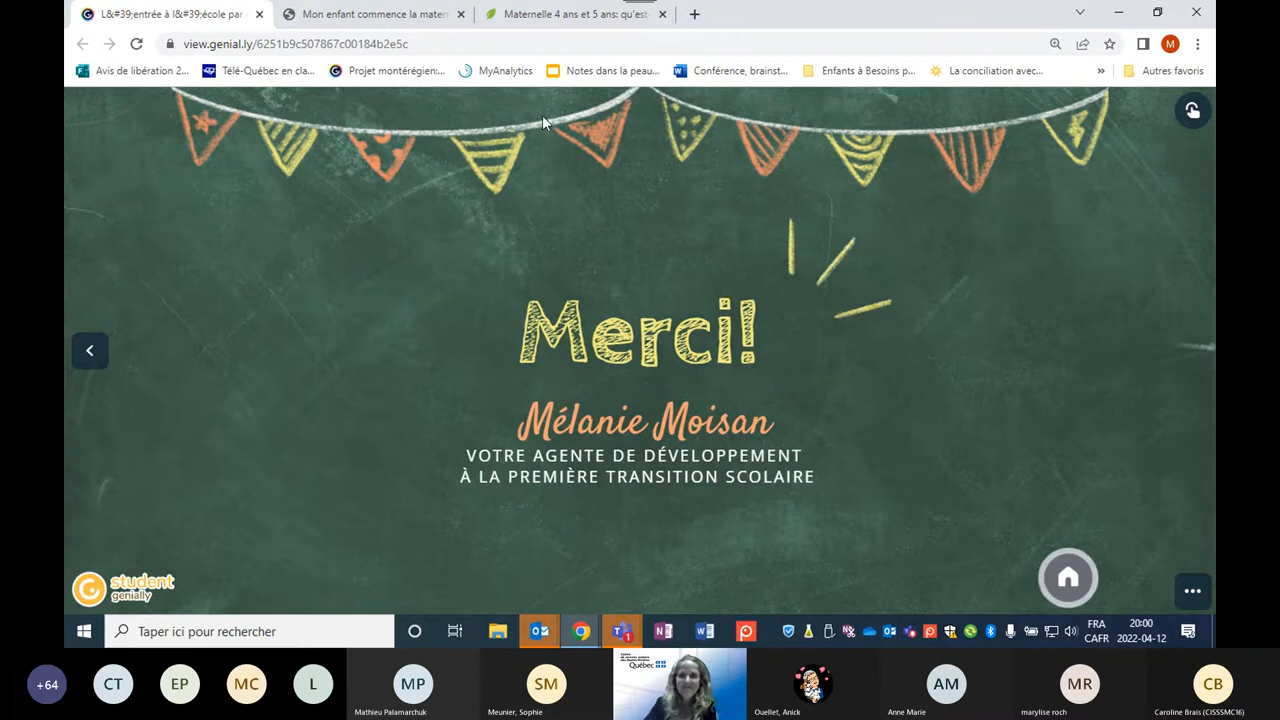 L&#39;entrée à l&#39;école par
Mon enfant commence la matern
Maternelle 4 ans et 5 ans: qu'est-
view.genial.ly/6251b9c507867c00184b2e5c
M
Avis de libération 2...
Télé-Québec en cla...
Projet montérégien:...
MyAnalytics
Notes dans la peau...
Conférence, brainst...
Enfants à Besoins p...
La conciliation avec...
»
Autres favoris
Merci!
Mélanie Moisan
VOTRE AGENTE DE DÉVELOPPEMENT
À LA PREMIÈRE TRANSITION SCOLAIRE
student
genially
Taper ici pour rechercher
FRA
CAFR
20:00
2022-04-12
+64
CT
EP
MC
L
MP
Mathieu Palamarchuk
SM
Meunier, Sophie
Québec
Ouellet, Anick
AM
Anne Marie
MR
marylise roch
CB
Caroline Brais (CISSSMC16)